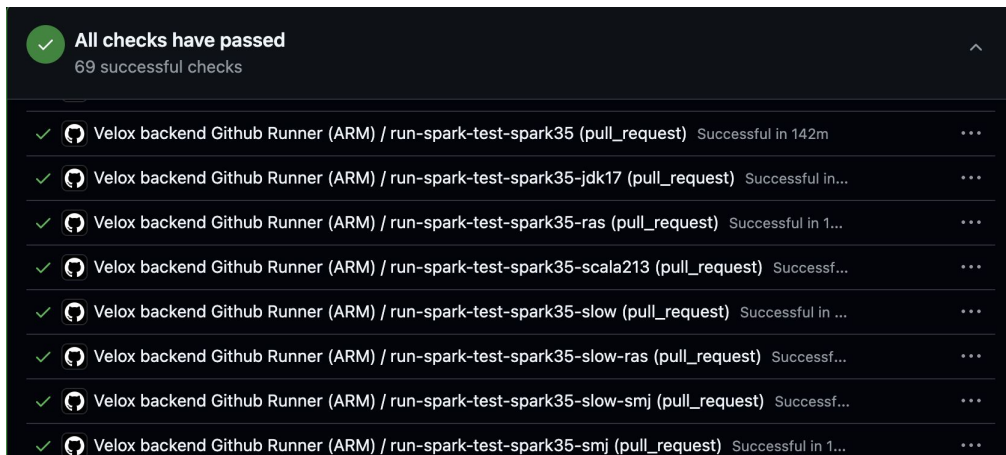 All checks have passed
69 successful checks
Velox backend Github Runner (ARM) / run-spark-test-spark35 (pull_request) Successful in 142m
Velox backend Github Runner (ARM) / run-spark-test-spark35-jdk17 (pull_request) Successful in...
Velox backend Github Runner (ARM) / run-spark-test-spark35-ras (pull_request) Successful in 1...
Velox backend Github Runner (ARM) / run-spark-test-spark35-scala213 (pull_request) Successf...
Velox backend Github Runner (ARM) / run-spark-test-spark35-slow (pull_request) Successful in ...
Velox backend Github Runner (ARM) / run-spark-test-spark35-slow-ras (pull_request) Successf...
Velox backend Github Runner (ARM) / run-spark-test-spark35-slow-smj (pull_request) Successf...
Velox backend Github Runner (ARM) / run-spark-test-spark35-smj (pull_request) Successful in 1...